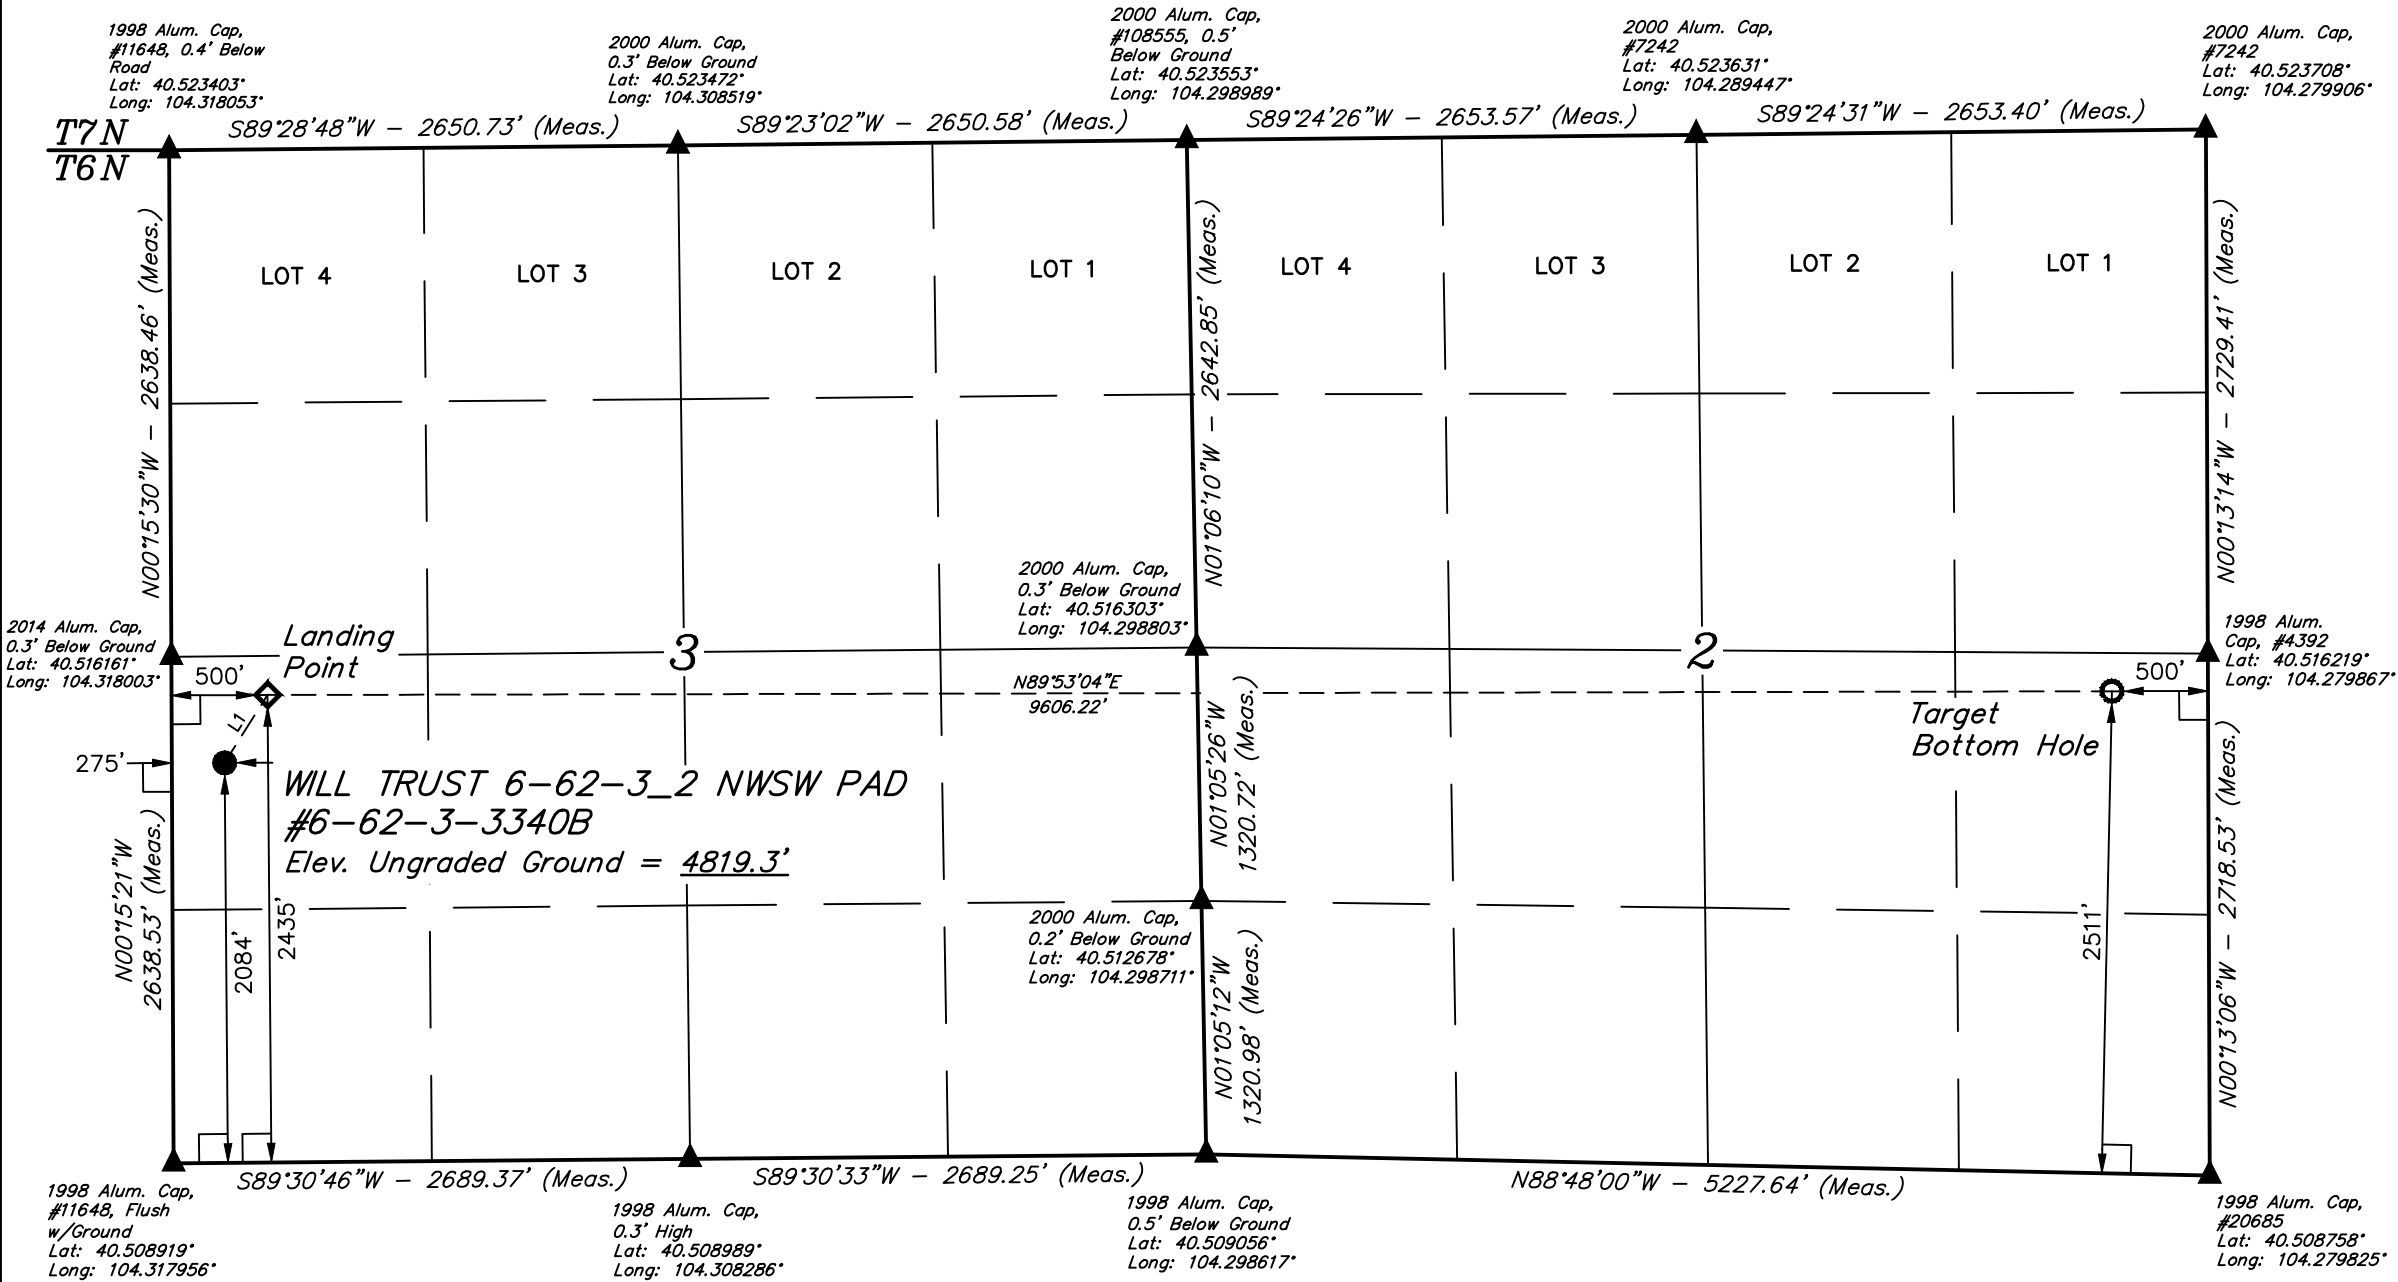 1998 Alum. Cap,
#11648, 0.4' Below
Road
Lat: 40.523403°
Long: 104.318053°
2000 Alum. Cap,
0.3' Below Ground
Lat: 40.523472°
Long: 104.308519°
2000 Alum. Cap,
#108555, 0.5'
Below Ground
Lat: 40.523553°
Long: 104.298989°
2000 Alum. Cap,
#7242
Lat: 40.523631°
Long: 104.289447°
2000 Alum. Cap,
#7242
Lat: 40.523708°
Long: 104.279906°
T7N
T6N
S89°28'48"W - 2650.73' (Meas.)
S89°23'02"W - 2650.58' (Meas.)
S89°24'26"W - 2653.57' (Meas.)
S89°24'31"W - 2653.40' (Meas.)
N00°15'30"W - 2638.46' (Meas.)
LOT 4
LOT 3
LOT 2
LOT 1
N01°06'10"W - 2642.85' (Meas.)
LOT 4
LOT 3
LOT 2
LOT 1
N00°13'14"W - 2729.41' (Meas.)
2014 Alum. Cap,
0.3' Below Ground
Lat: 40.516161°
Long: 104.318003°
500'
Landing
Point
3
2000 Alum. Cap,
0.3' Below Ground
Lat: 40.516303°
Long: 104.298803°
2
1998 Alum.
Cap, #4392
Lat: 40.516219°
Long: 104.279867°
500'
N89°53'04"E
9606.22'
Target
Bottom Hole
L1
275'
WILL TRUST 6-62-3_2 NWSW PAD
#6-62-3-3340B
Elev. Ungraded Ground = 4819.3'
N01°05'26"W
1320.72' (Meas.)
N00°15'21"W
2638.53' (Meas.)
2084'
2435'
2000 Alum. Cap,
0.2' Below Ground
Lat: 40.512678°
Long: 104.298711°
N01°05'12"W
1320.98' (Meas.)
2511'
N00°13'06"W - 2718.53' (Meas.)
S89°30'46"W - 2689.37' (Meas.)
S89°30'33"W - 2689.25' (Meas.)
N88°48'00"W - 5227.64' (Meas.)
1998 Alum. Cap,
#11648, Flush
w/Ground
Lat: 40.508919°
Long: 104.317956°
1998 Alum. Cap,
0.3' High
Lat: 40.508989°
Long: 104.308286°
1998 Alum. Cap,
0.5' Below Ground
Lat: 40.509056°
Long: 104.298617°
1998 Alum. Cap,
#20685
Lat: 40.508758°
Long: 104.279825°